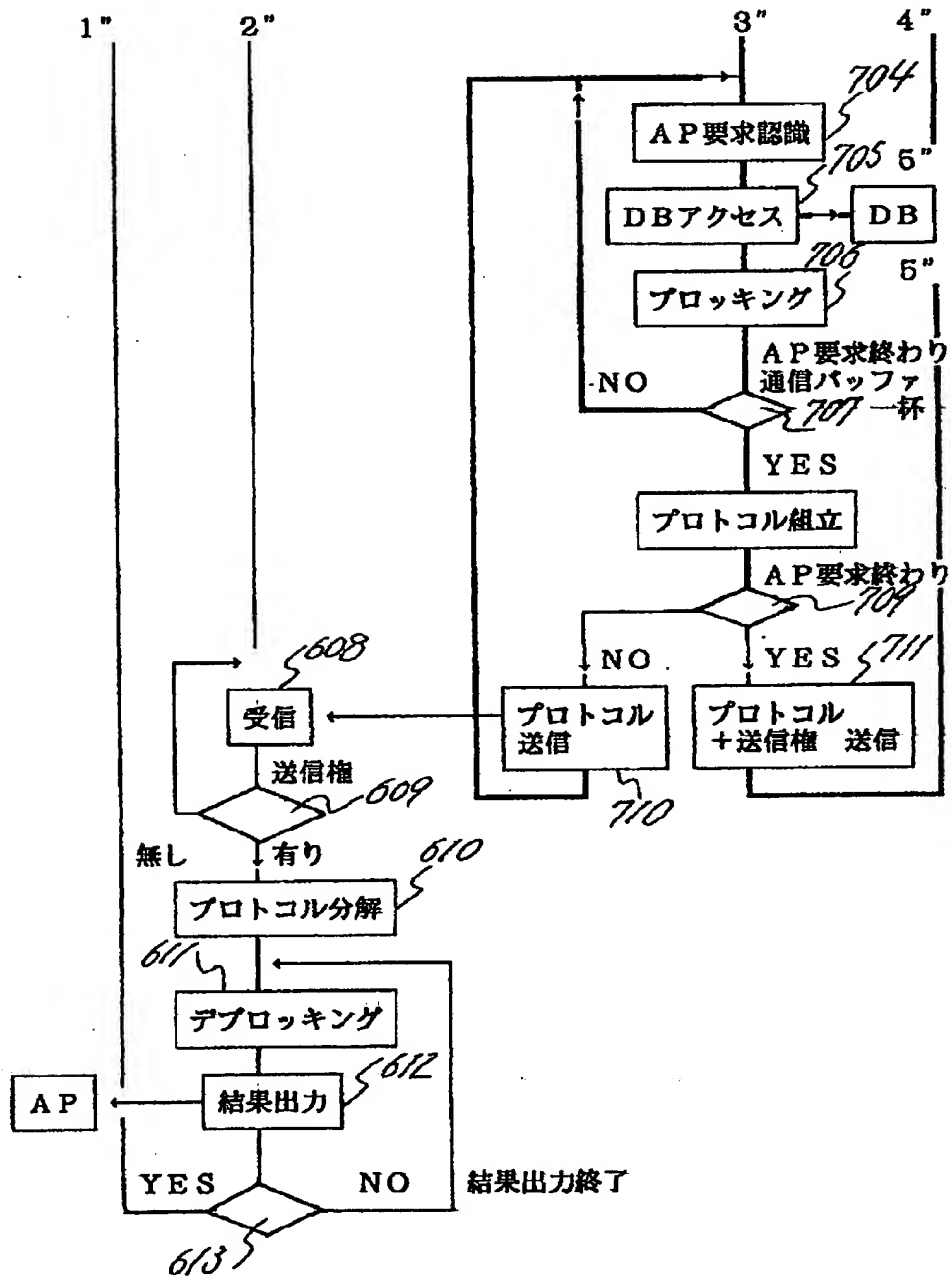 1" 2" 3" 4"
704
AP要求認識
705 5"
DBアクセス DB
706
ブロッキング 5"
AP要求終わり
NO 通信バッファ
707 一杯
YES
プロトコル組立
AP要求終わり
709
608 NO YES 711
受信 プロトコル プロトコル
送信 +送信権 送信
送信権
609 710
無し 有り 610
プロトコル分解
611
デブロッキング
612
AP 結果出力
YES NO 結果出力終了
613